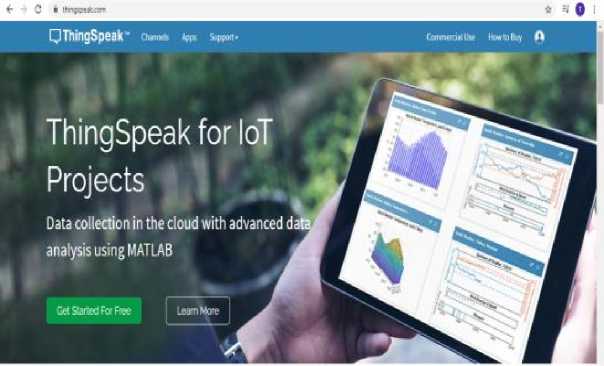 thingspeak.com
ThingSpeak™ Channels Apps Support Commercial Use How to Buy
ThingSpeak for IoT
Projects
Data collection in the cloud with advanced data
analysis using MATLAB
Get Started For Free Learn More